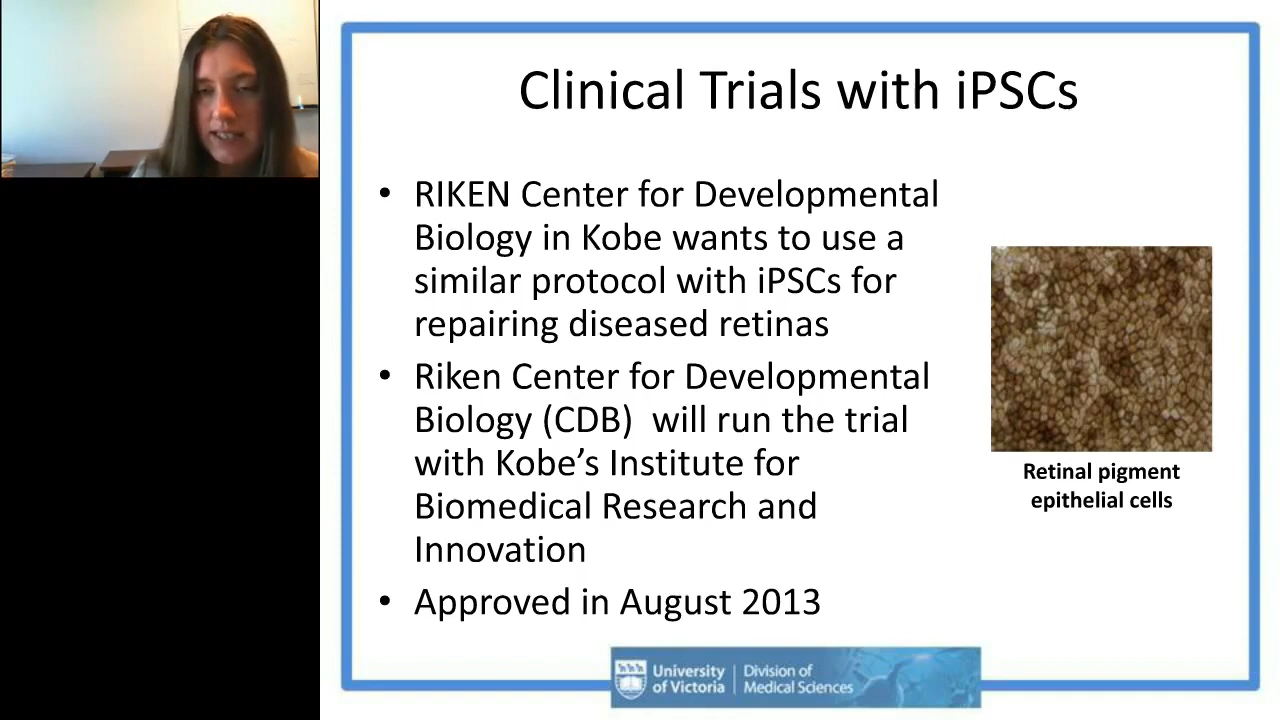 Clinical Trials with iPSCs
• RIKEN Center for Developmental
Biology in Kobe wants to use a
similar protocol with iPSCs for
repairing diseased retinas
• Riken Center for Developmental
Biology (CDB)  will run the trial
with Kobe’s Institute for
Biomedical Research and
Innovation
• Approved in August 2013
Retinal pigment
epithelial cells
University
of Victoria
Division of
Medical Sciences